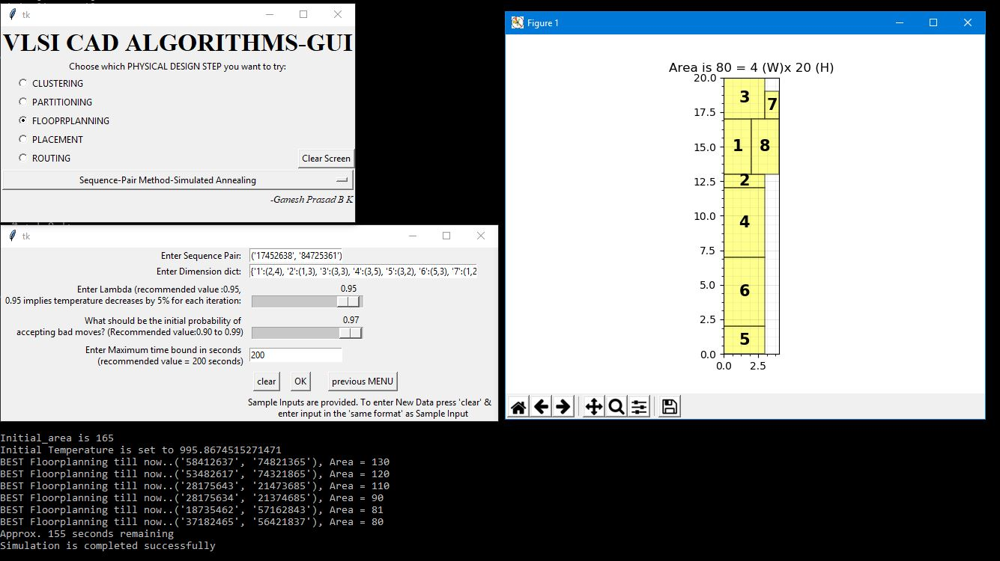 tk
VLSI CAD ALGORITHMS-GUI
Choose which PHYSICAL DESIGN STEP you want to try:
CLUSTERING
PARTITIONING
FLOOPRPLANNING
PLACEMENT
ROUTING
Clear Screen
Sequence-Pair Method-Simulated Annealing
-Ganesh Prasad B K
tk
Enter Sequence Pair: ('17452638', '84725361')
Enter Dimension dict: {'1':(2,4), '2':(1,3), '3':(3,3), '4':(3,5), '5':(3,2), '6':(5,3), '7':(1,2
Enter Lambda (recommended value :0.95,
0.95 implies temperature decreases by 5% for each iteration:
0.95
What should be the initial probability of
accepting bad moves? (Recommended value:0.90 to 0.99)
0.97
Enter Maximum time bound in seconds
(recommended value = 200 seconds)
200
clear
OK
previous MENU
Sample Inputs are provided. To enter New Data press 'clear' &
enter input in the 'same format' as Sample Input
Figure 1
Area is 80 = 4 (W)x 20 (H)
20.0
17.5
15.0
12.5
10.0
7.5
5.0
2.5
0.0
0.0 2.5
3
7
1
8
2
4
6
5
Initial_area is 165
Initial Temperature is set to 995.8674515271471
BEST Floorplanning till now..('58412637', '74821365'), Area = 130
BEST Floorplanning till now..('53482617', '74321865'), Area = 120
BEST Floorplanning till now..('28175643', '21473685'), Area = 110
BEST Floorplanning till now..('28175634', '21374685'), Area = 90
BEST Floorplanning till now..('18735462', '57162843'), Area = 81
BEST Floorplanning till now..('37182465', '56421837'), Area = 80
Approx. 155 seconds remaining
Simulation is completed successfully